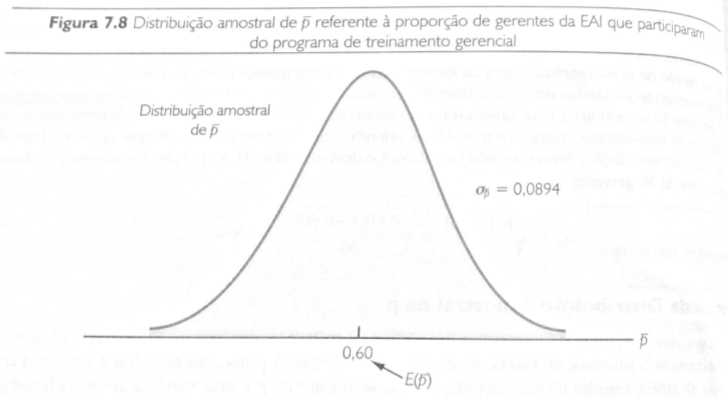 Figura 7.8 Distribuição amostral de p̅ referente à proporção de gerentes da EAI que participaram
do programa de treinamento gerencial
Distribuição amostral
de p̅
σp̅ = 0,0894
p̅
0,60
E(p̅)